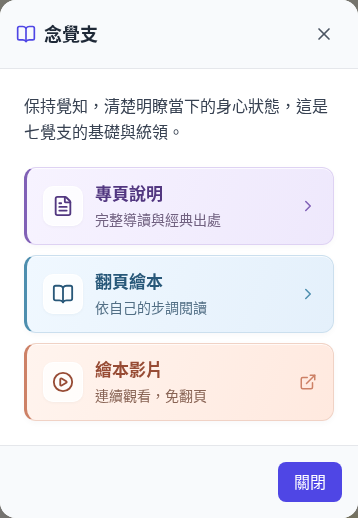 念覺支
保持覺知，清楚明瞭當下的身心狀態，這是
七覺支的基礎與統領。
專頁說明
完整導讀與經典出處
翻頁繪本
依自己的步調閱讀
繪本影片
連續觀看，免翻頁
關閉